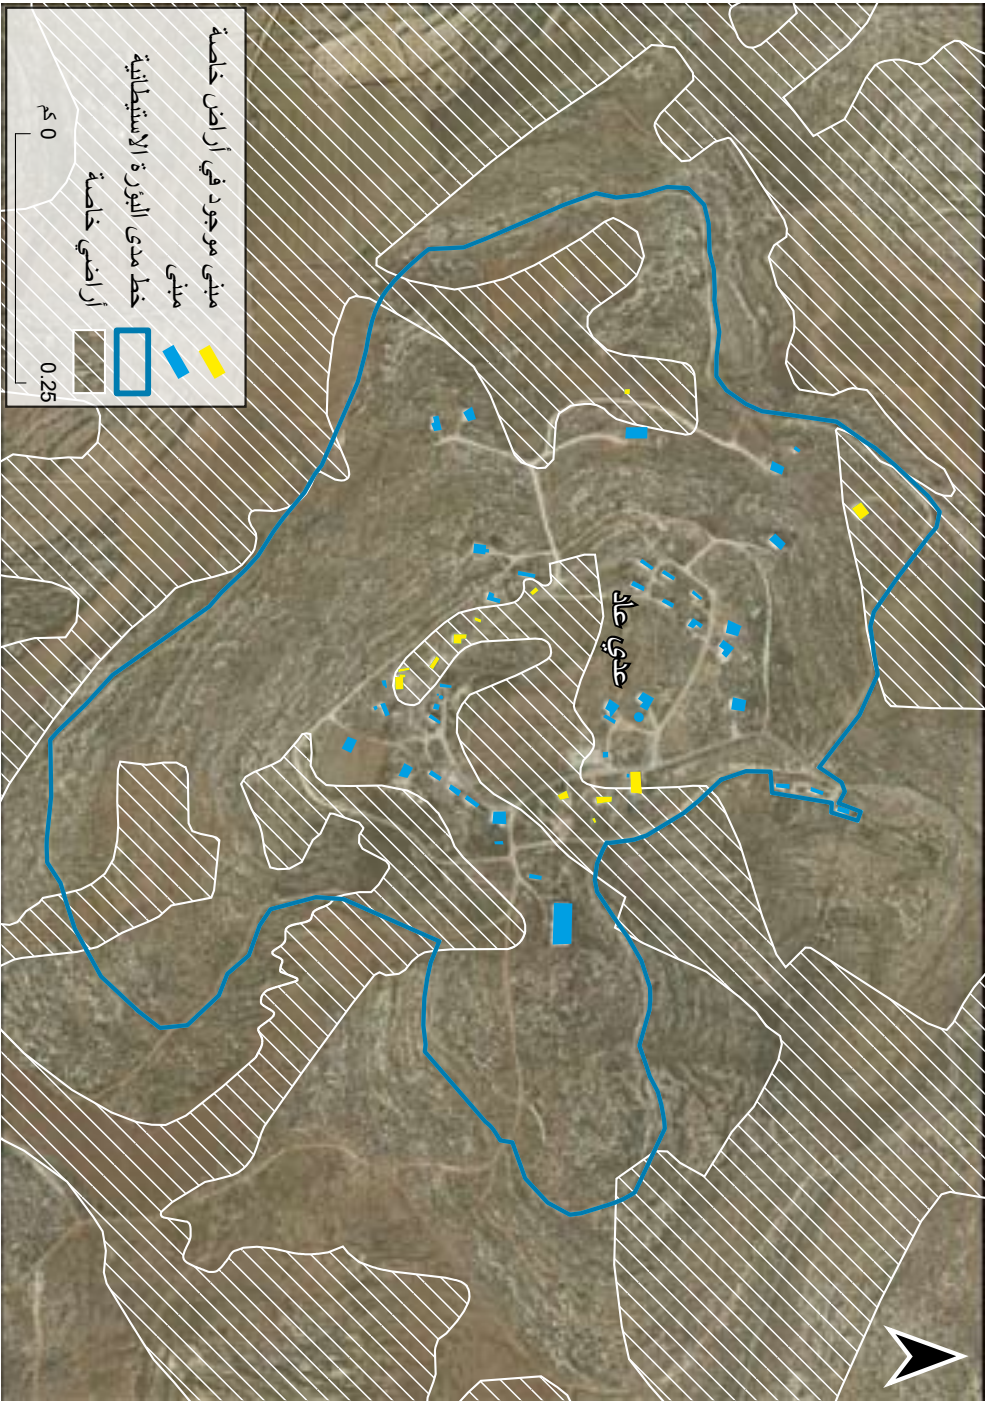 مبنى موجود في أراض خاصة
مبنى
خط مدى البؤرة الاستيطانية
أراضي خاصة
0 كم
0.25
عدي عاد